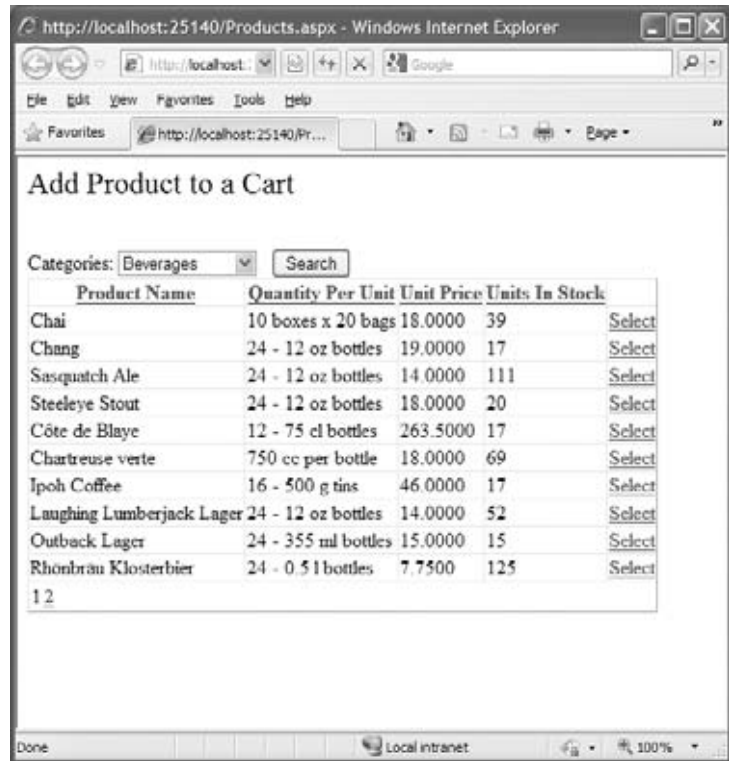 http://localhost:25140/Products.aspx - Windows Internet Explorer
http://localhost: Google
File Edit View Favorites Tools Help
Favorites http://localhost:25140/Pr... Page
Add Product to a Cart
Categories: Beverages Search
Product Name Quantity Per Unit Unit Price Units In Stock
Chai 10 boxes x 20 bags 18.0000 39 Select
Chang 24 - 12 oz bottles 19.0000 17 Select
Sasquatch Ale 24 - 12 oz bottles 14.0000 111 Select
Steeleye Stout 24 - 12 oz bottles 18.0000 20 Select
Côte de Blaye 12 - 75 cl bottles 263.5000 17 Select
Chartreuse verte 750 cc per bottle 18.0000 69 Select
Ipoh Coffee 16 - 500 g tins 46.0000 17 Select
Laughing Lumberjack Lager 24 - 12 oz bottles 14.0000 52 Select
Outback Lager 24 - 355 ml bottles 15.0000 15 Select
Rhönbräu Klosterbier 24 - 0.5 l bottles 7.7500 125 Select
1 2
Done Local intranet 100%